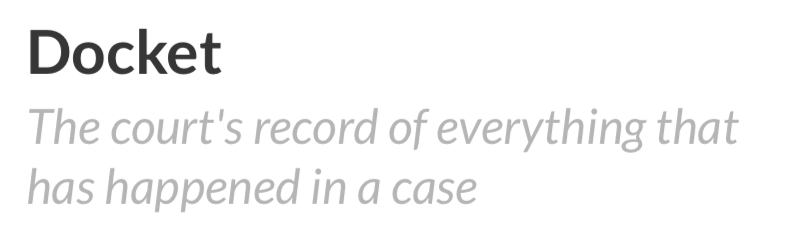 Docket
The court's record of everything that
has happened in a case